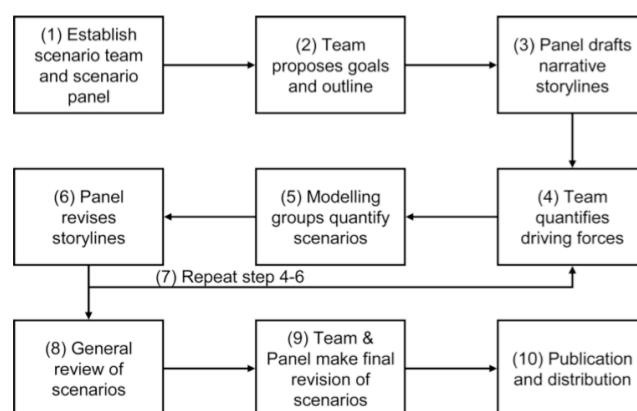 (1) Establish
scenario team
and scenario
panel
(2) Team
proposes goals
and outline
(3) Panel drafts
narrative
storylines
(6) Panel
revises
storylines
(5) Modelling
groups quantify
scenarios
(4) Team
quantifies
driving forces
(7) Repeat step 4-6
(8) General
review of
scenarios
(9) Team &
Panel make final
revision of
scenarios
(10) Publication
and distribution